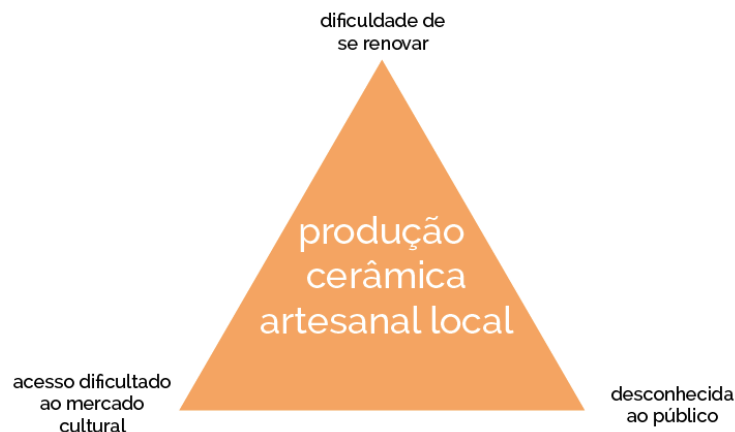 dificuldade de
se renovar
produção
cerâmica
artesanal local
acesso dificultado
ao mercado
cultural
desconhecida
ao público